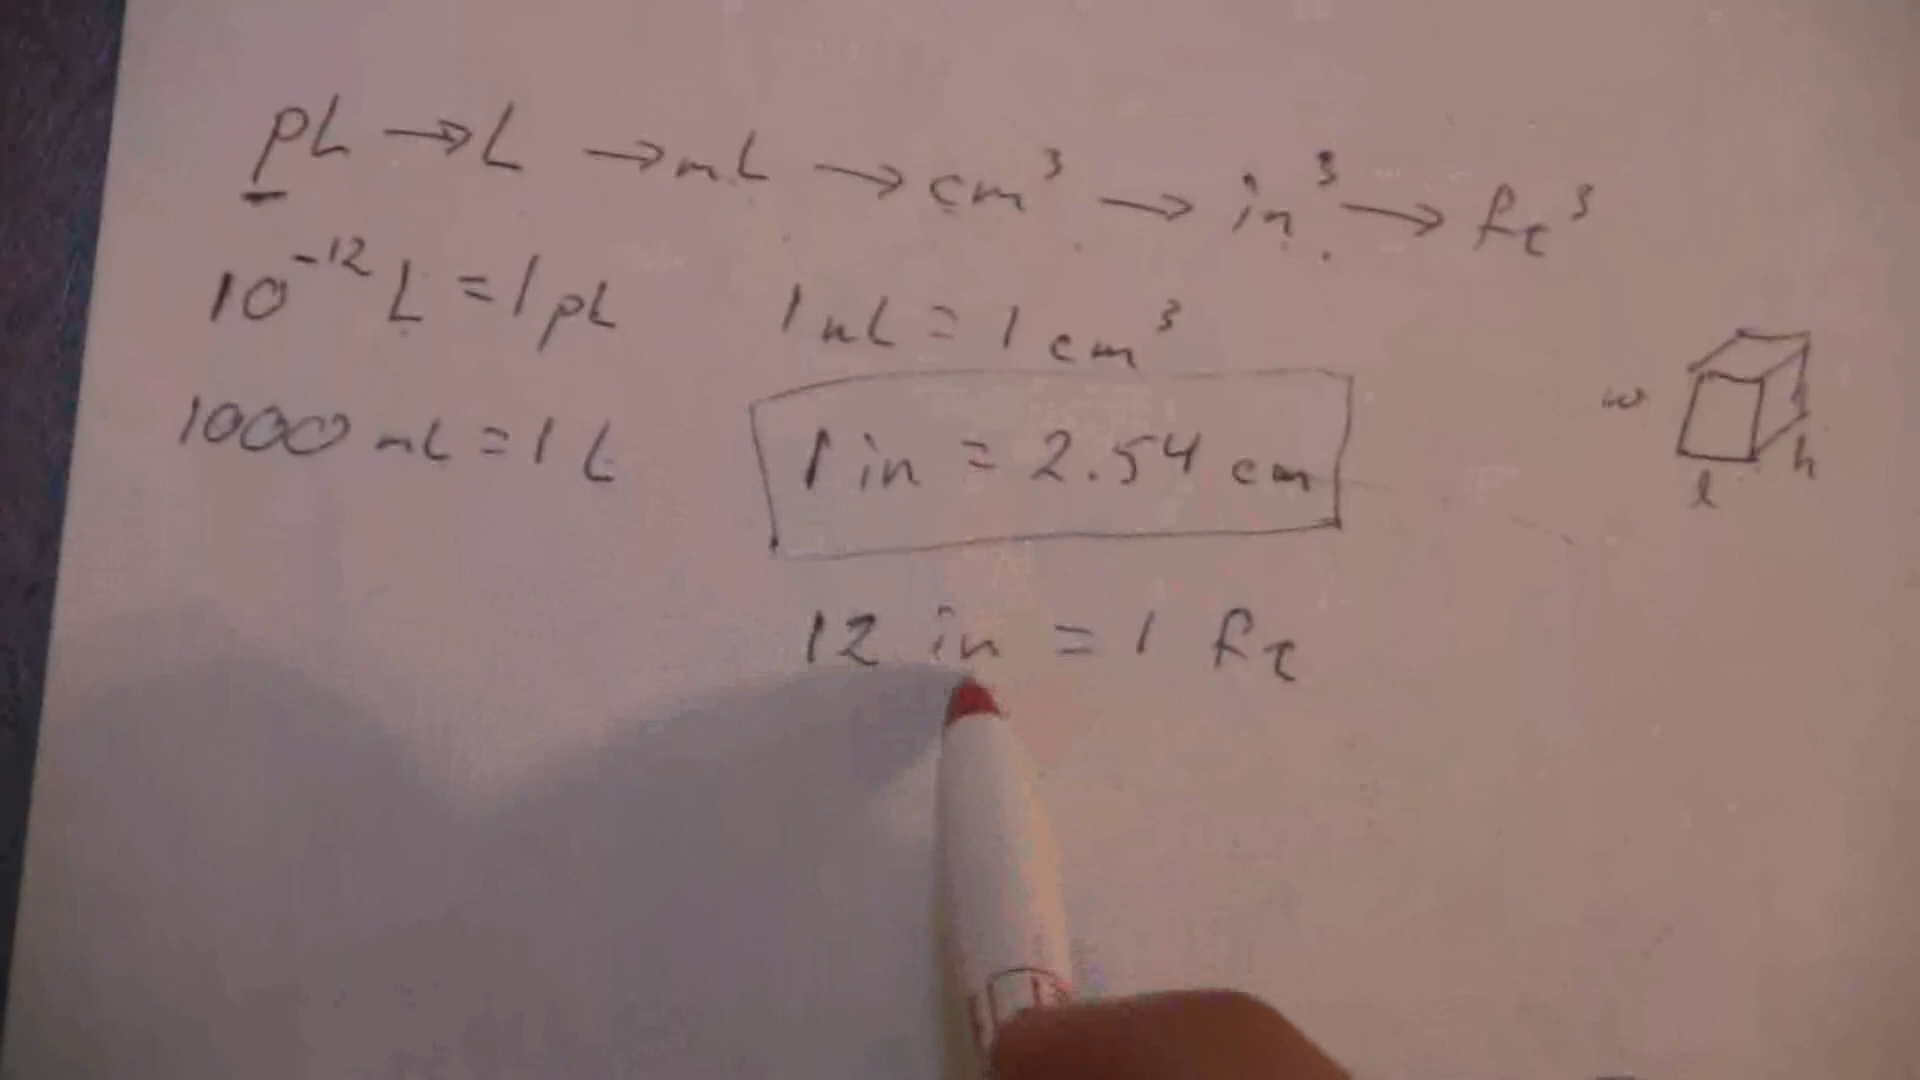 pL → L → mL → cm³ → in³ → ft³
10⁻¹² L = 1 pL
1 mL = 1 cm³
1000 mL = 1 L
1 in = 2.54 cm
w
h
l
12 in = 1 ft